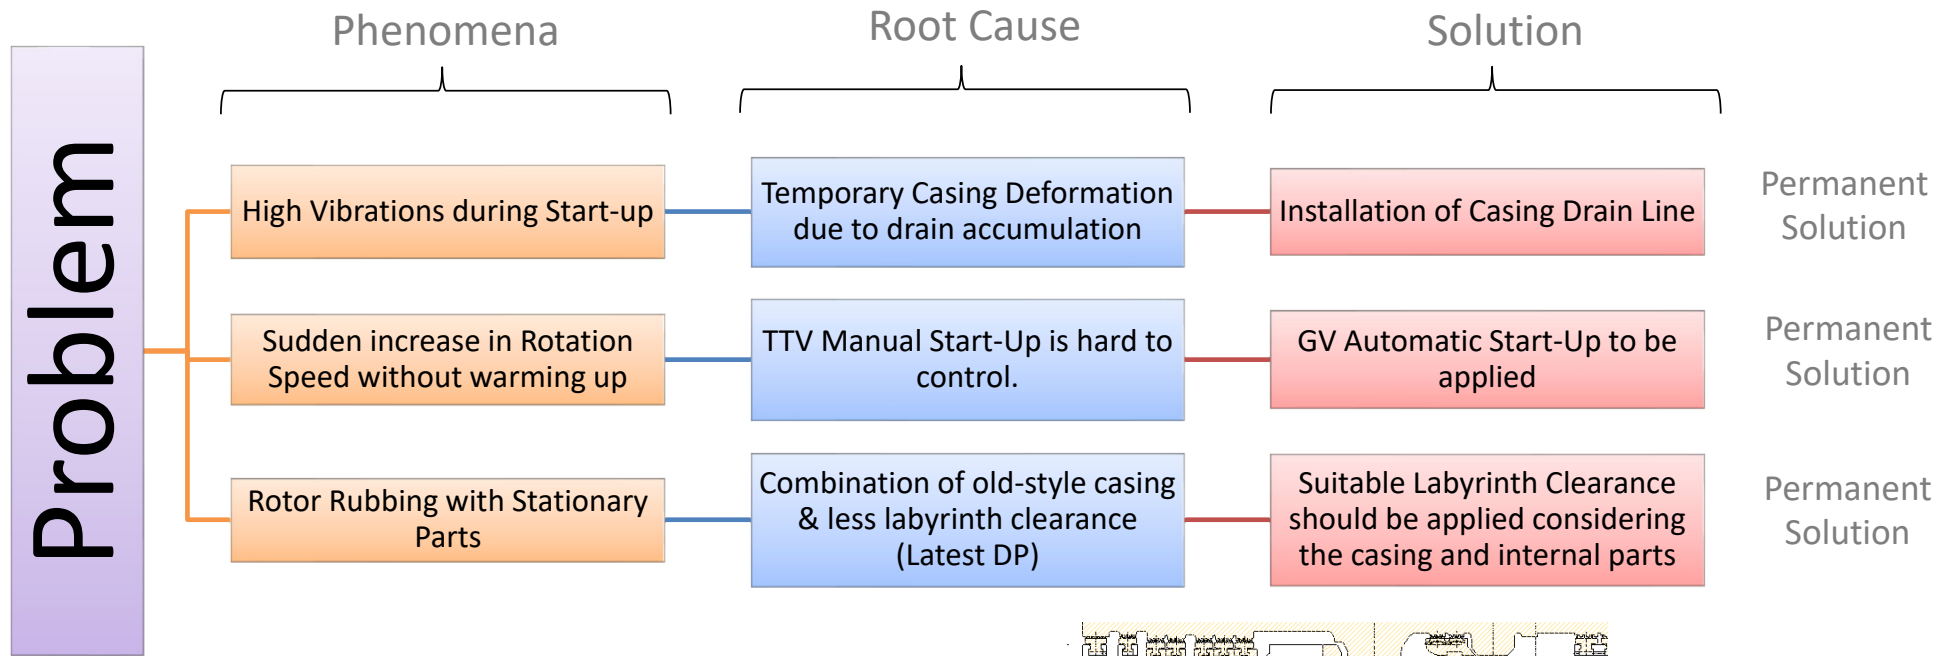 Phenomena
Root Cause
Solution
Problem
High Vibrations during Start-up
Temporary Casing Deformation
due to drain accumulation
Installation of Casing Drain Line
Permanent
Solution
Sudden increase in Rotation
Speed without warming up
TTV Manual Start-Up is hard to
control.
GV Automatic Start-Up to be
applied
Permanent
Solution
Rotor Rubbing with Stationary
Parts
Combination of old-style casing
& less labyrinth clearance
(Latest DP)
Suitable Labyrinth Clearance
should be applied considering
the casing and internal parts
Permanent
Solution